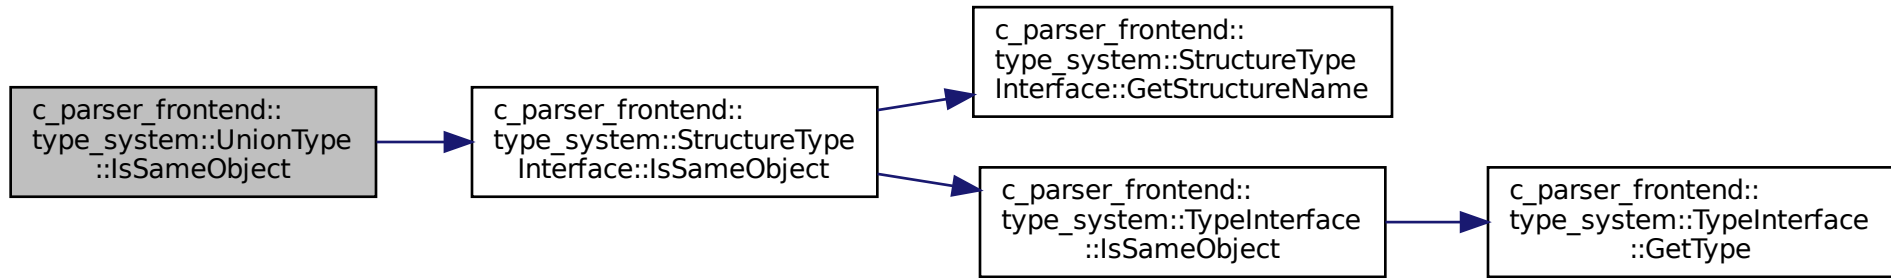 c_parser_frontend::
type_system::UnionType
::IsSameObject
c_parser_frontend::
type_system::StructureType
Interface::IsSameObject
c_parser_frontend::
type_system::StructureType
Interface::GetStructureName
c_parser_frontend::
type_system::TypeInterface
::IsSameObject
c_parser_frontend::
type_system::TypeInterface
::GetType